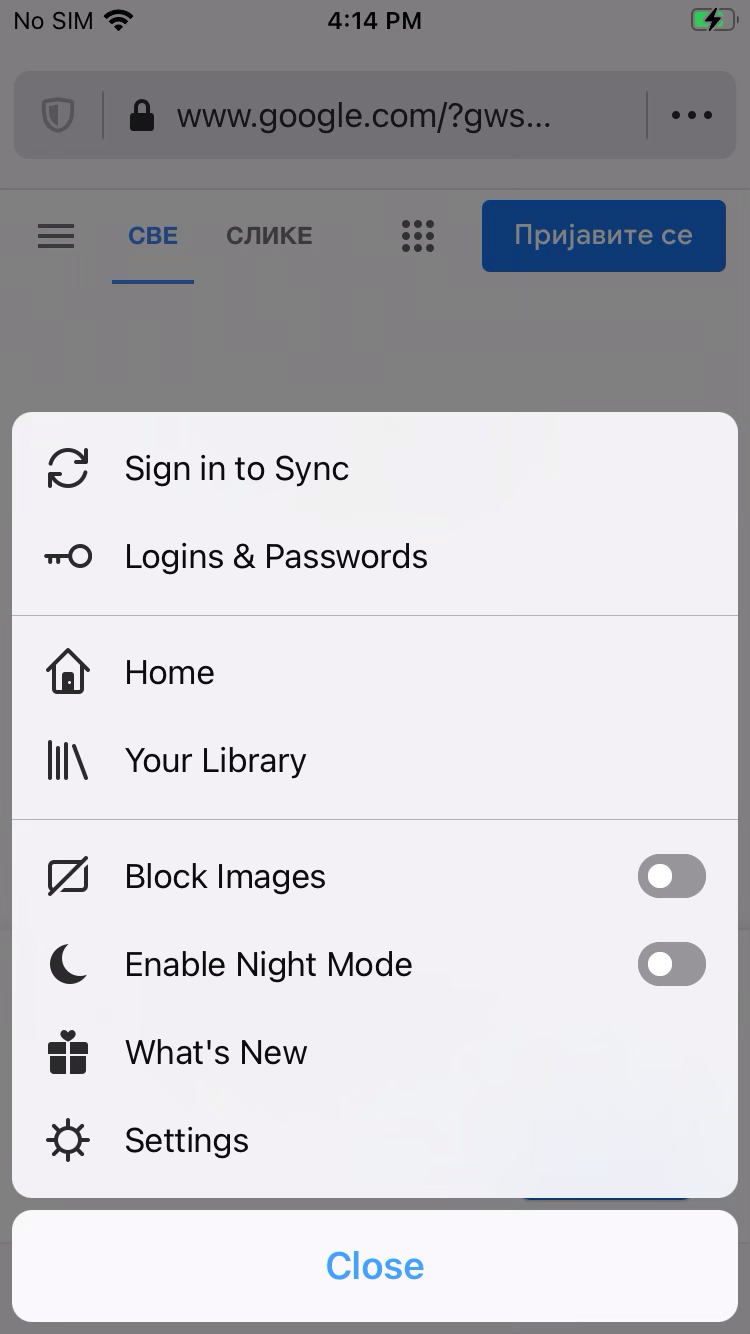 No SIM
4:14 PM
www.google.com/?gws...
СВЕ
СЛИКЕ
Пријавите се
Sign in to Sync
Logins & Passwords
Home
Your Library
Block Images
Enable Night Mode
What's New
Settings
Close